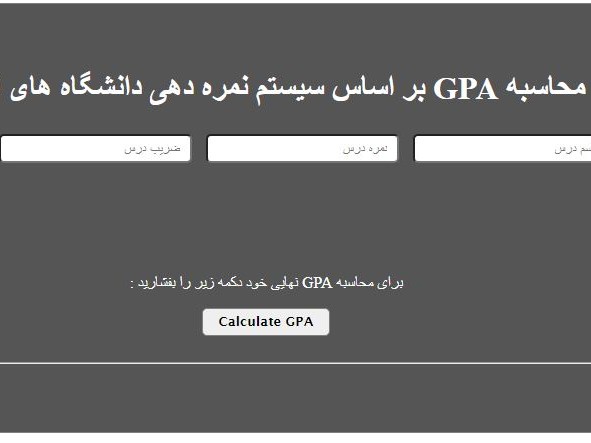 محاسبه GPA بر اساس سیستم نمره دهی دانشگاه های
اسم درس نمره درس ضریب درس
برای محاسبه GPA نهایی خود دکمه زیر را بفشارید :
Calculate GPA